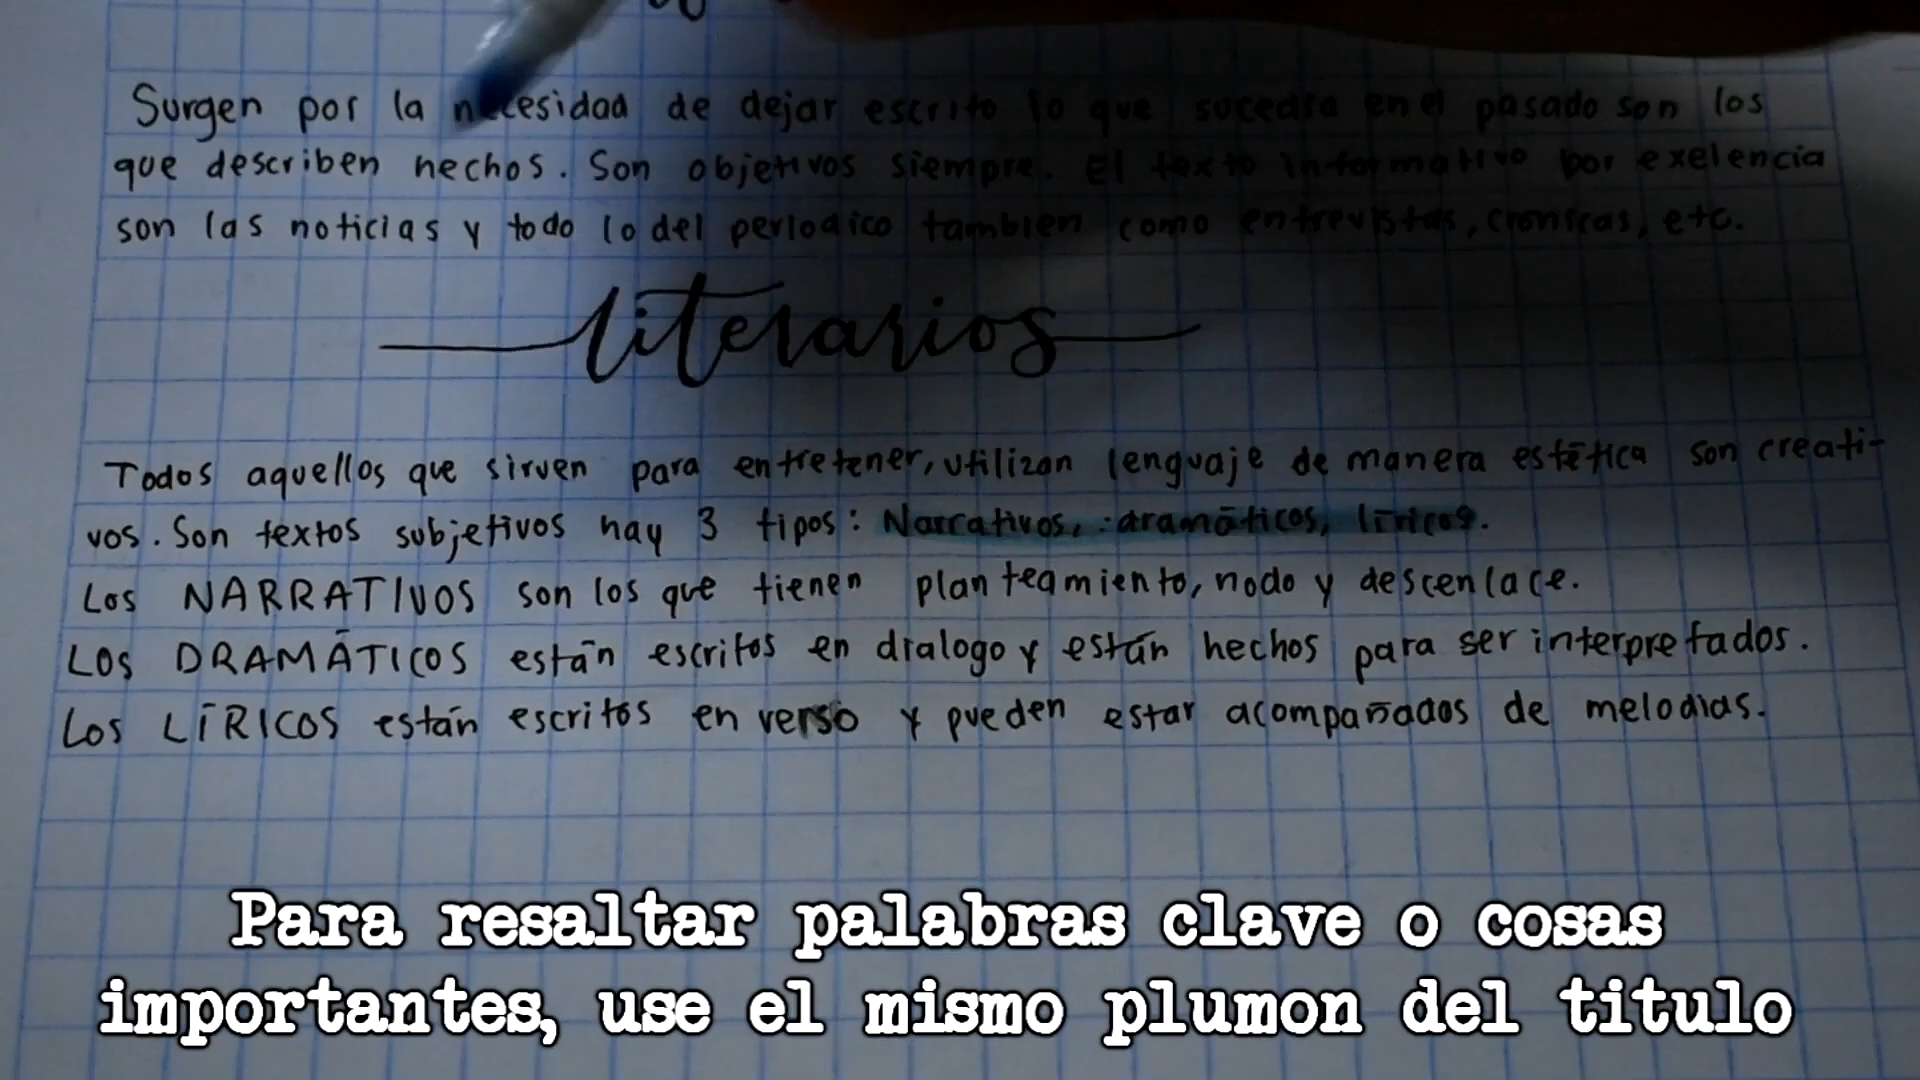 Surgen por la necesidad de dejar escrito lo que sucedia en el pasado son los
que describen hechos. Son objetivos siempre. El texto informativo por exelencia
son las noticias y todo lo del periodico tambien como entrevistas, cronicas, etc.
literarios
Todos aquellos que sirven para entretener, utilizan lenguaje de manera estética son creati-
vos. Son textos subjetivos hay 3 tipos: Narrativos, dramáticos, líricos.
Los NARRATIVOS son los que tienen planteamiento, nodo y descenlace.
Los DRAMÁTICOS están escritos en dialogo y están hechos para ser interpretados.
Los LÍRICOS están escritos en verso y pueden estar acompañados de melodias.
Para resaltar palabras clave o cosas
importantes, use el mismo plumon del titulo